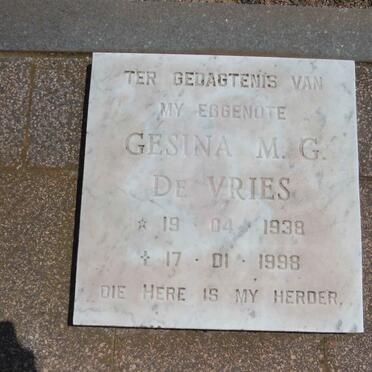 TER GEDAGTENIS VAN
MY EGGENOTE
GESINA M. G.
DE VRIES
* 19 · 04 · 1938
† 17 · 01 · 1998
DIE HERE IS MY HERDER.